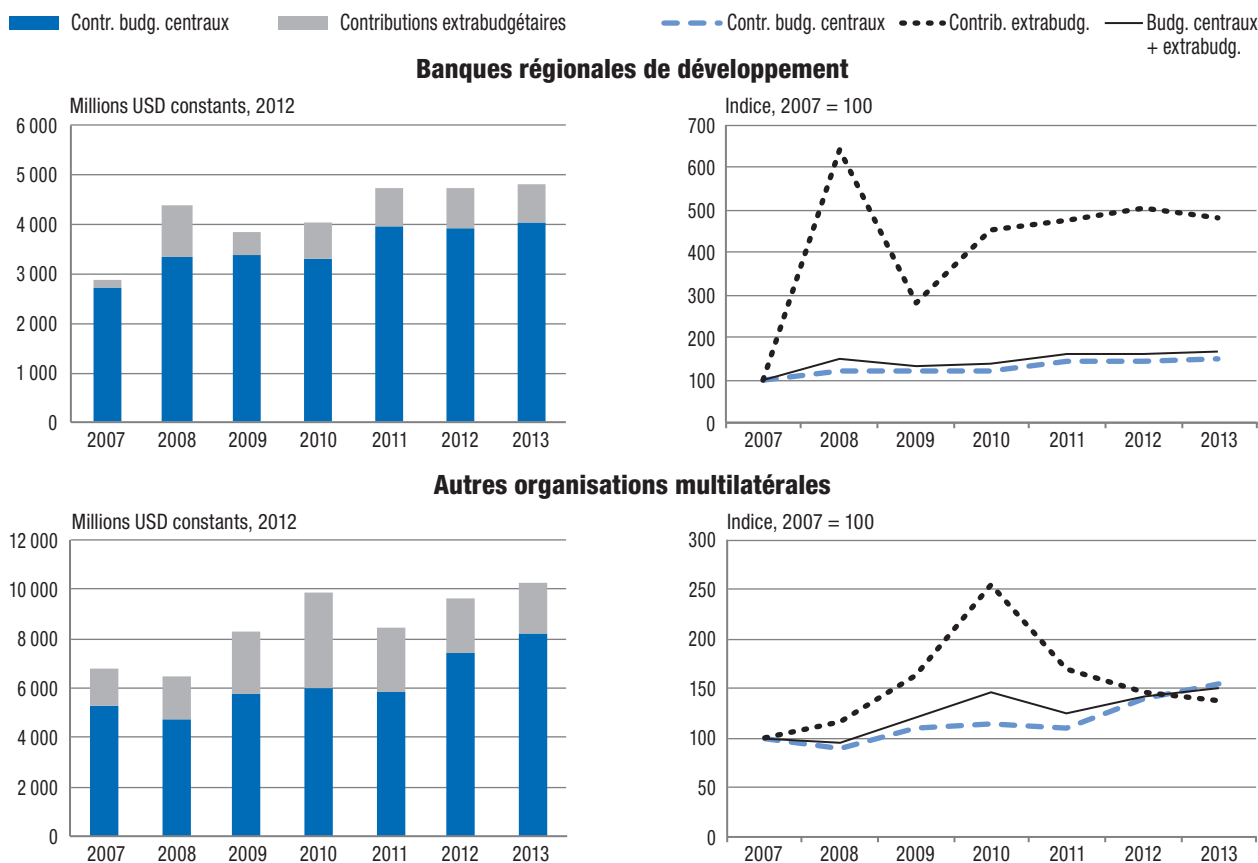 Contr. budg. centraux
Contributions extrabudgétaires
Contr. budg. centraux
Contrib. extrabudg.
Budg. centraux
+ extrabudg.
Banques régionales de développement
Millions USD constants, 2012
6 000
5 000
4 000
3 000
2 000
1 000
0
2007 2008 2009 2010 2011 2012 2013
Indice, 2007 = 100
700
600
500
400
300
200
100
0
2007 2008 2009 2010 2011 2012 2013
Autres organisations multilatérales
Millions USD constants, 2012
12 000
10 000
8 000
6 000
4 000
2 000
0
2007 2008 2009 2010 2011 2012 2013
Indice, 2007 = 100
300
250
200
150
100
50
0
2007 2008 2009 2010 2011 2012 2013